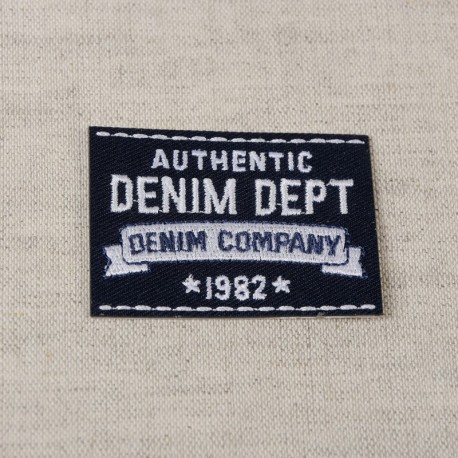 AUTHENTIC
DENIM DEPT
DENIM COMPANY
★1982★